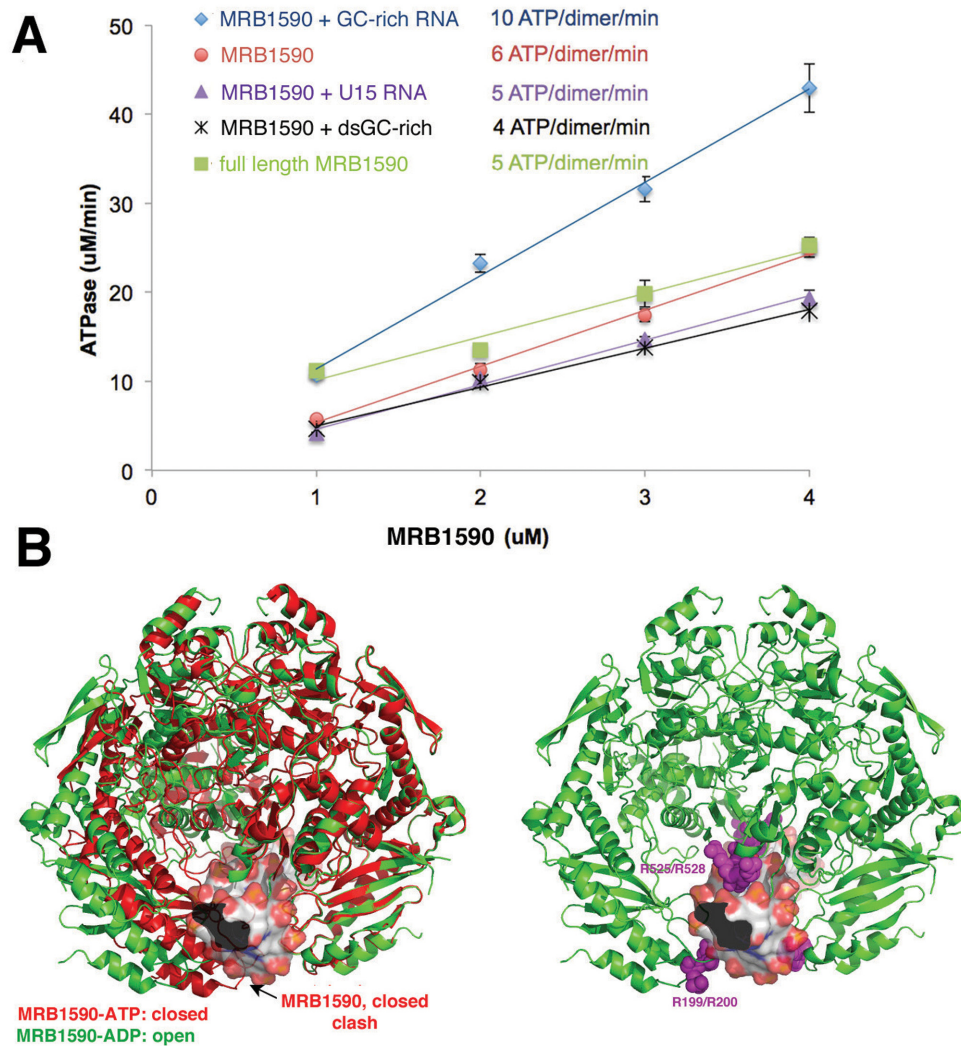 A
MRB1590 + GC-rich RNA 10 ATP/dimer/min
MRB1590 6 ATP/dimer/min
MRB1590 + U15 RNA 5 ATP/dimer/min
MRB1590 + dsGC-rich 4 ATP/dimer/min
full length MRB1590 5 ATP/dimer/min
50
40
30
20
10
0
ATPase (uM/min)
0 1 2 3 4
MRB1590 (uM)
B
R525/R528
R199/R200
MRB1590, closed
clash
MRB1590-ATP: closed
MRB1590-ADP: open